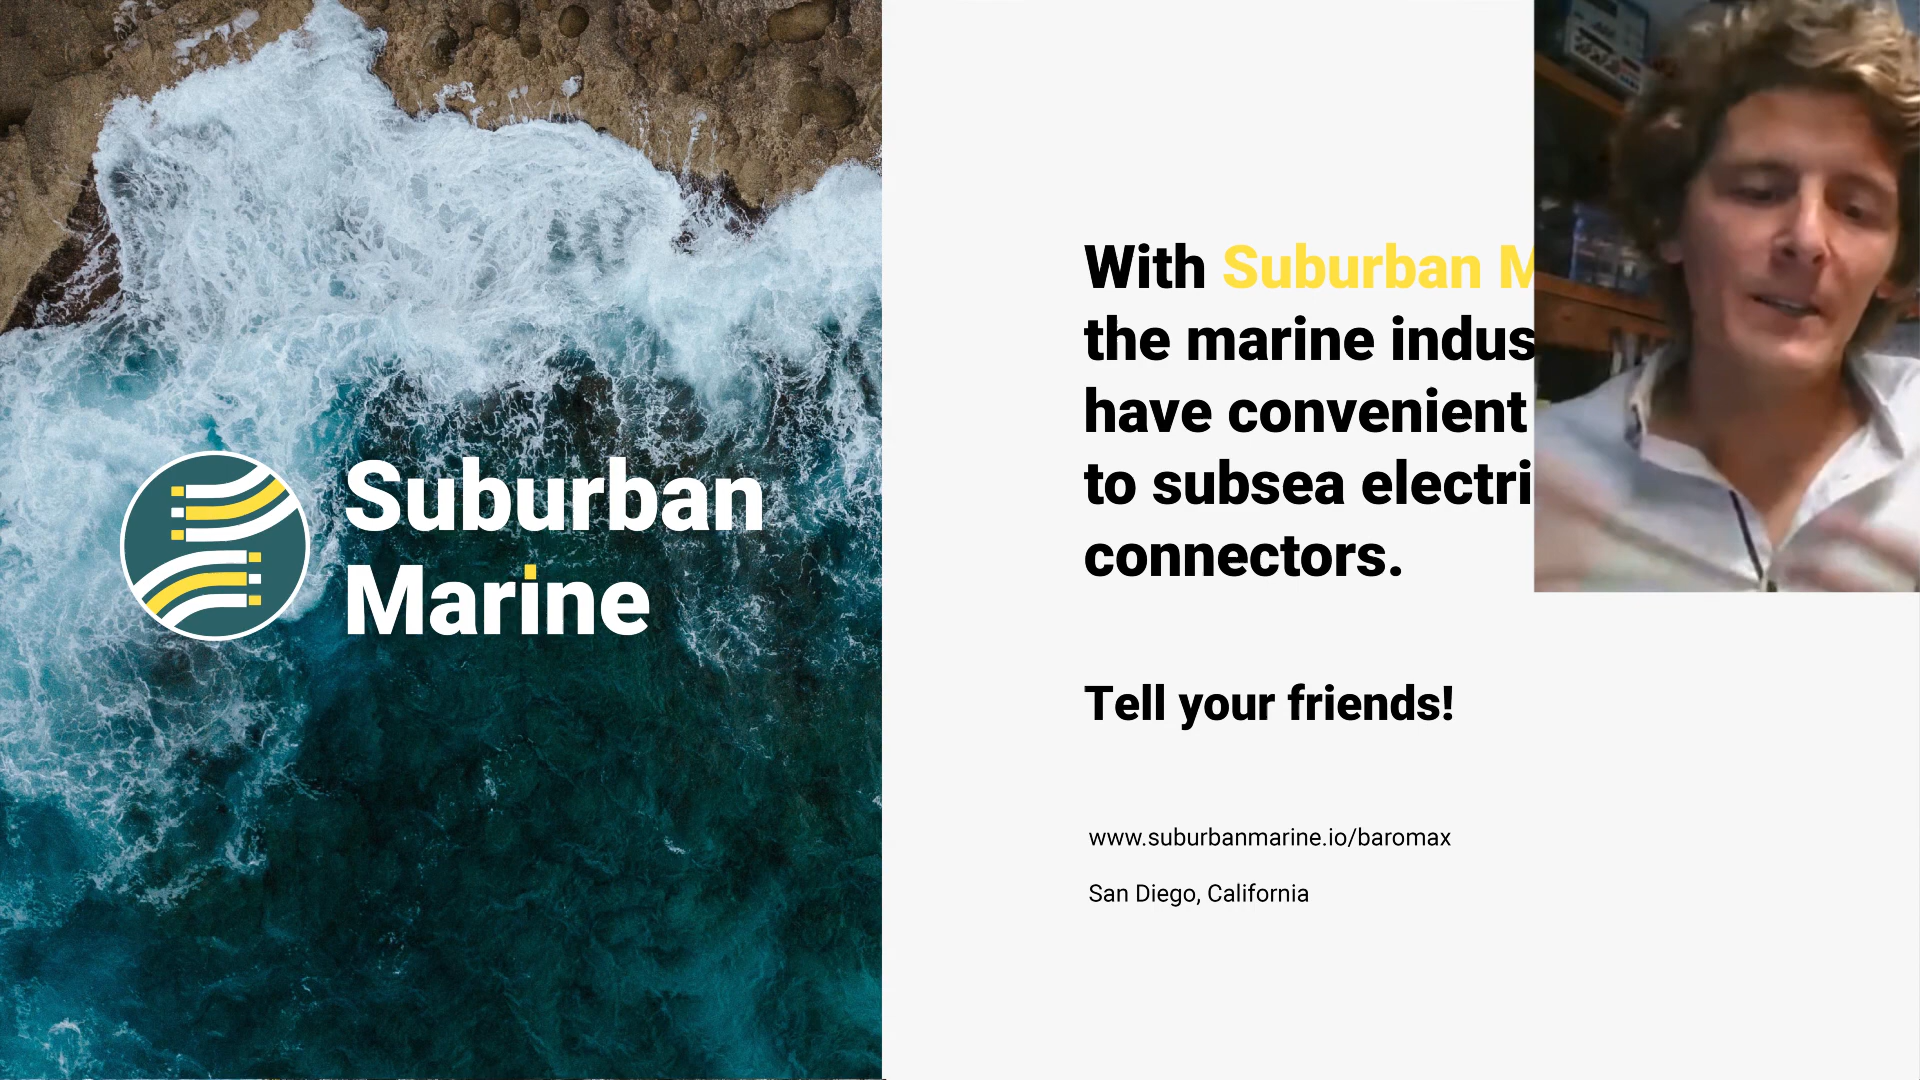 Suburban
Marine
With Suburban M
the marine indus
have convenient
to subsea electri
connectors.
Tell your friends!
www.suburbanmarine.io/baromax
San Diego, California